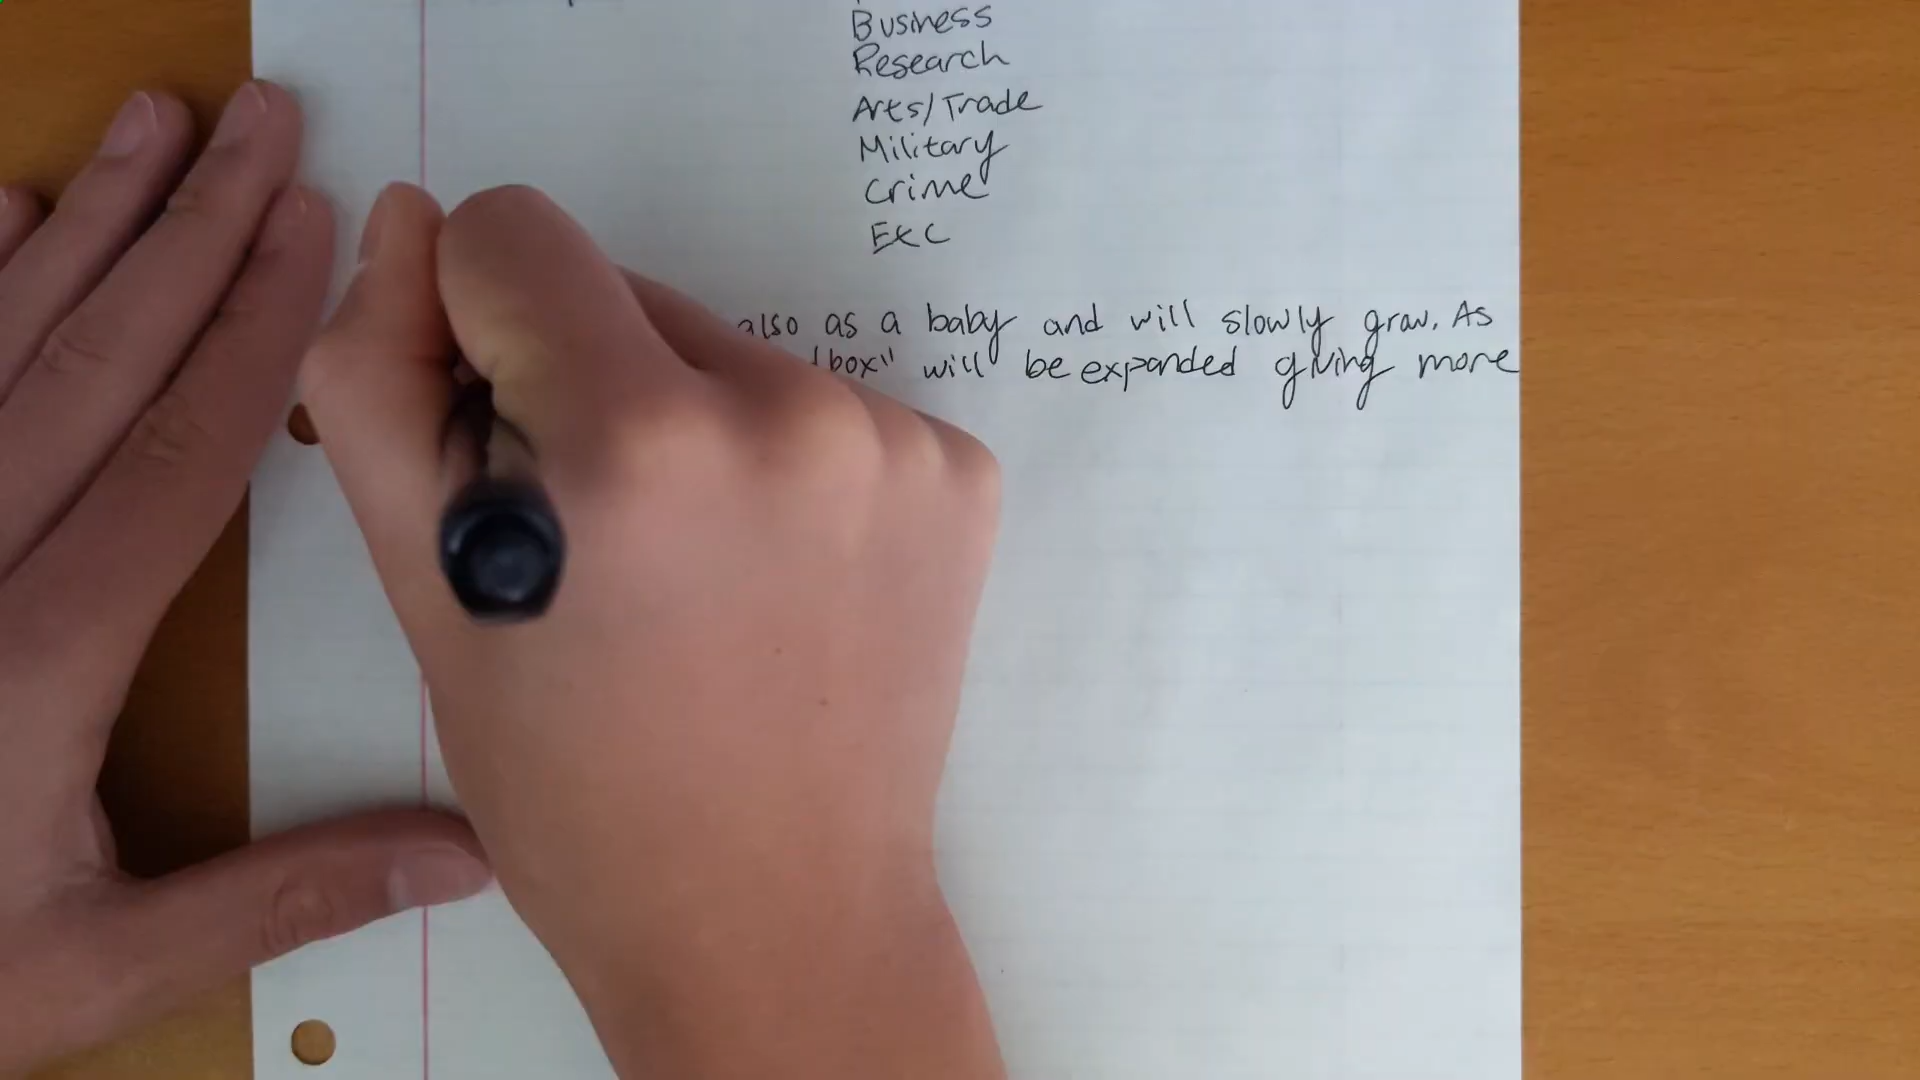 Business
Research
Arts/Trade
Military
Crime
Etc
also as a baby and will slowly grow. As
box" will be expanded giving more